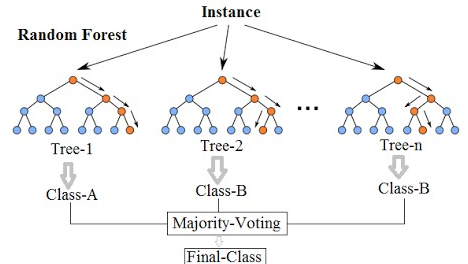 Instance
Random Forest
...
Tree-1
Tree-2
Tree-n
Class-A
Class-B
Class-B
Majority-Voting
Final-Class